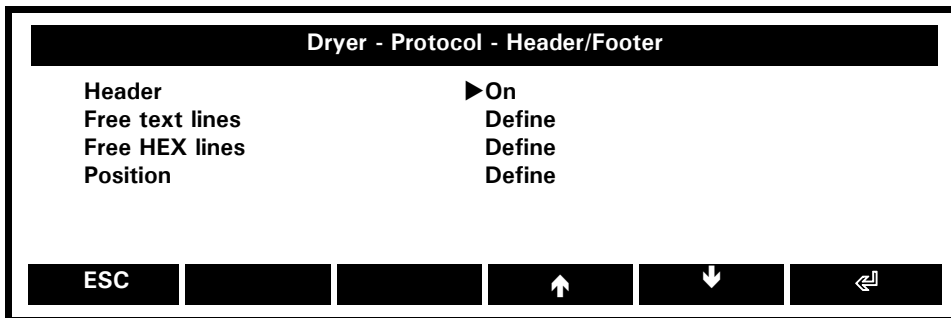 Dryer - Protocol - Header/Footer
Header ▶On
Free text lines Define
Free HEX lines Define
Position Define
ESC ↑ ↓ ↵